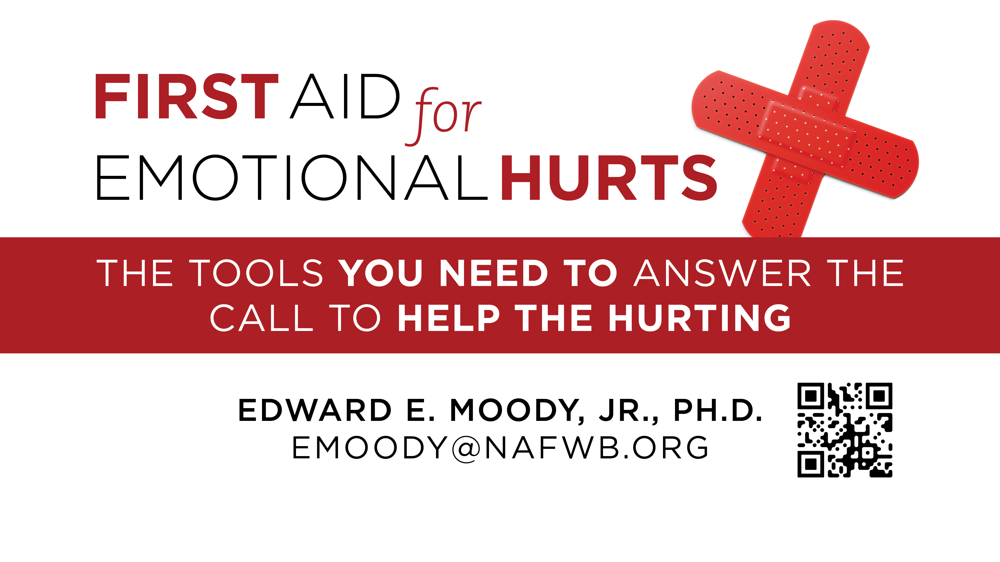 FIRST AID for
EMOTIONAL HURTS
THE TOOLS YOU NEED TO ANSWER THE
CALL TO HELP THE HURTING
EDWARD E. MOODY, JR., PH.D.
EMOODY@NAFWB.ORG